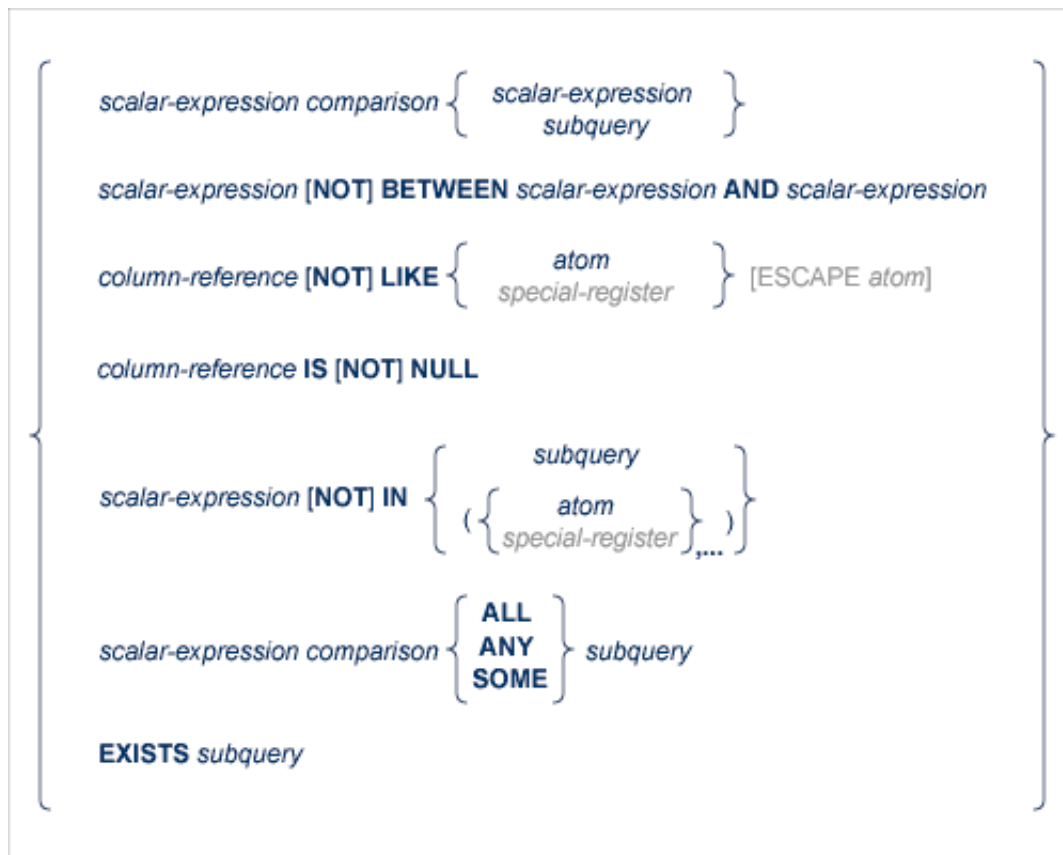 scalar-expression
scalar-expression comparison
subquery
scalar-expression [NOT] BETWEEN scalar-expression AND scalar-expression
atom
column-reference [NOT] LIKE [ESCAPE atom]
special-register
column-reference IS [NOT] NULL
subquery
scalar-expression [NOT] IN
atom
( )
special-register ,...
ALL
scalar-expression comparison ANY subquery
SOME
EXISTS subquery